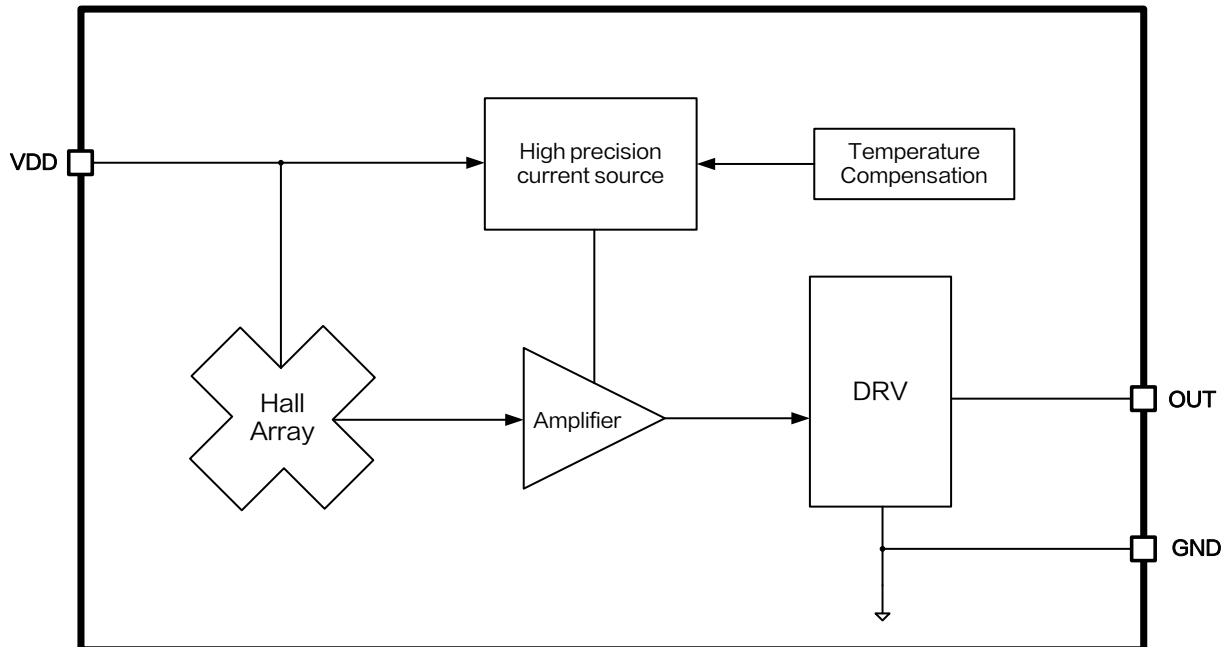 VDD
High precision
current source
Temperature
Compensation
Hall
Array
Amplifier
DRV
OUT
GND